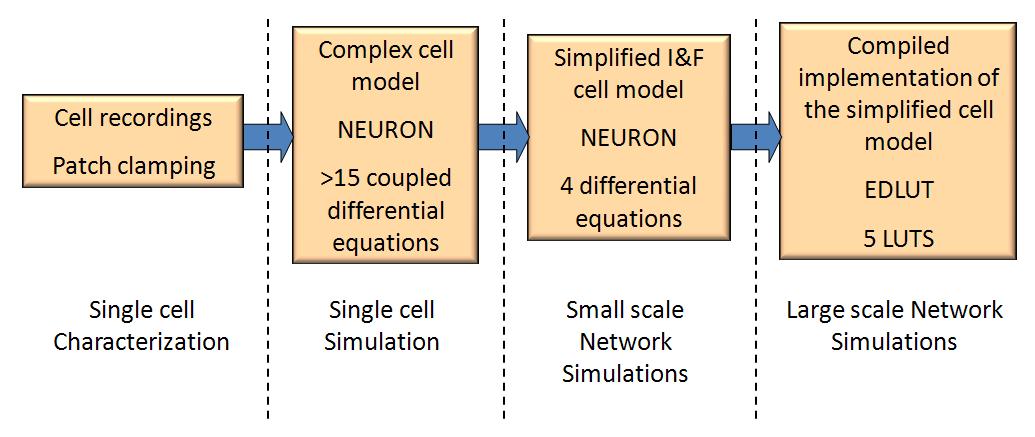 Cell recordings
Patch clamping
Complex cell
model
NEURON
>15 coupled
differential
equations
Simplified I&F
cell model
NEURON
4 differential
equations
Compiled
implementation of
the simplified cell
model
EDLUT
5 LUTS
Single cell
Characterization
Single cell
Simulation
Small scale
Network
Simulations
Large scale Network
Simulations